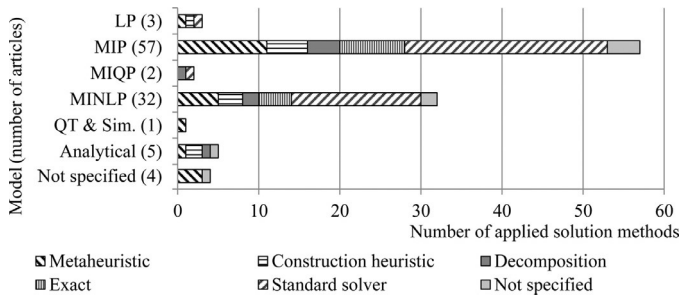 Model (number of articles)
LP (3)
MIP (57)
MIQP (2)
MINLP (32)
QT & Sim. (1)
Analytical (5)
Not specified (4)
0 10 20 30 40 50 60
Number of applied solution methods
Metaheuristic Construction heuristic Decomposition
Exact Standard solver Not specified